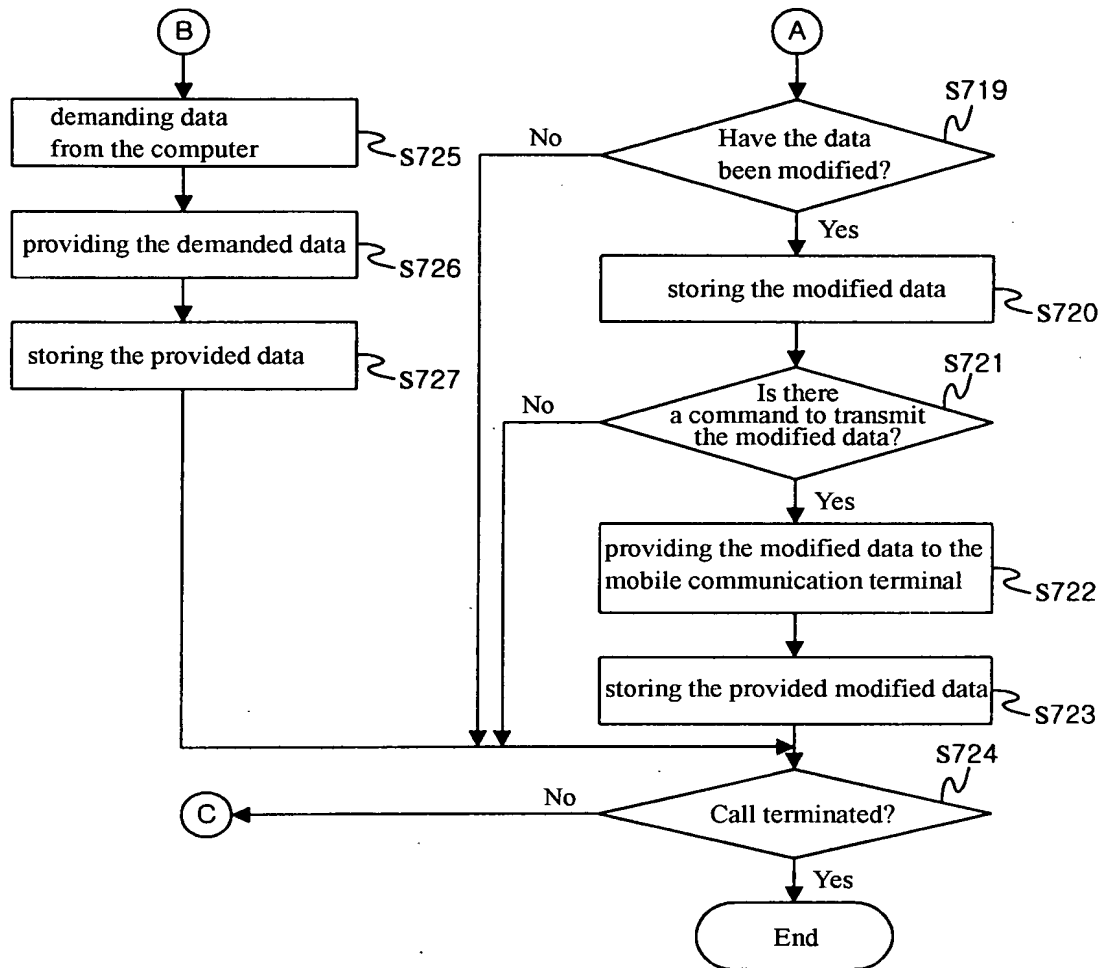 B
demanding data
from the computer
S725
providing the demanded data
S726
storing the provided data
S727
A
S719
Have the data
been modified?
No
Yes
storing the modified data
S720
S721
Is there
a command to transmit
the modified data?
No
Yes
providing the modified data to the
mobile communication terminal
S722
storing the provided modified data
S723
S724
Call terminated?
No
C
Yes
End